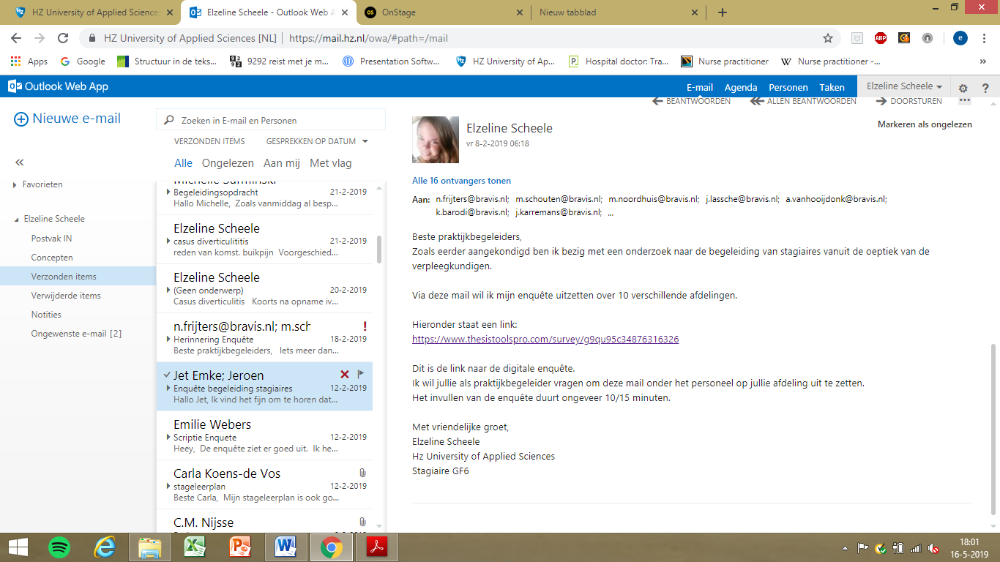 HZ University of Applied Science
Elzeline Scheele - Outlook Web A
OnStage
Nieuw tabblad
HZ University of Applied Sciences [NL] | https://mail.hz.nl/owa/#path=/mail
Apps
Google
Structuur in de teks...
9292 reist met je m...
Presentation Softw...
HZ University of Ap...
Hospital doctor: Tra...
Nurse practitioner
Nurse practitioner -...
Outlook Web App
E-mail
Agenda
Personen
Taken
Elzeline Scheele
BEANTWOORDEN
ALLEN BEANTWOORDEN
DOORSTUREN
Nieuwe e-mail
Favorieten
Elzeline Scheele
Postvak IN
Concepten
Verzonden items
Verwijderde items
Notities
Ongewenste e-mail [2]
Zoeken in E-mail en Personen
VERZONDEN ITEMS
GESPREKKEN OP DATUM
Alle Ongelezen Aan mij Met vlag
Begeleidingsopdracht 21-2-2019
Hallo Michelle, Zoals vanmiddag al besp...
Elzeline Scheele
casus diverticulititis 21-2-2019
reden van komst. buikpijn Voorgeschied...
Elzeline Scheele
(Geen onderwerp) 20-2-2019
Casus diverticulitis Koorts na opname iv...
n.frijters@bravis.nl; m.sch
Herinnering Enquête 18-2-2019
Beste praktijkbegeleiders, Iets meer dan...
Jet Emke; Jeroen
Enquête begeleiding stagiaires 12-2-2019
Hallo Jet, Ik vind het fijn om te horen dat...
Emilie Webers
Scriptie Enquete 12-2-2019
Heey, De enquête ziet er goed uit. Ik he...
Carla Koens-de Vos
stageleerplan 12-2-2019
Beste Carla, Mijn stageleerplan is ook go...
C.M. Nijsse
Elzeline Scheele
vr 8-2-2019 06:18
Markeren als ongelezen
Alle 16 ontvangers tonen
Aan: n.frijters@bravis.nl; m.schouten@bravis.nl; m.noordhuis@bravis.nl; j.lassche@bravis.nl; a.vanhooijdonk@bravis.nl;
k.barodi@bravis.nl; j.karremans@bravis.nl; ...
Beste praktijkbegeleiders,
Zoals eerder aangekondigd ben ik bezig met een onderzoek naar de begeleiding van stagiaires vanuit de oeptiek van de
verpleegkundigen.
Via deze mail wil ik mijn enquête uitzetten over 10 verschillende afdelingen.
Hieronder staat een link:
https://www.thesistoolspro.com/survey/g9qu95c34876316326
Dit is de link naar de digitale enquête.
Ik wil jullie als praktijkbegeleider vragen om deze mail onder het personeel op jullie afdeling uit te zetten.
Het invullen van de enquête duurt ongeveer 10/15 minuten.
Met vriendelijke groet,
Elzeline Scheele
Hz University of Applied Sciences
Stagiaire GF6
18:01
16-5-2019